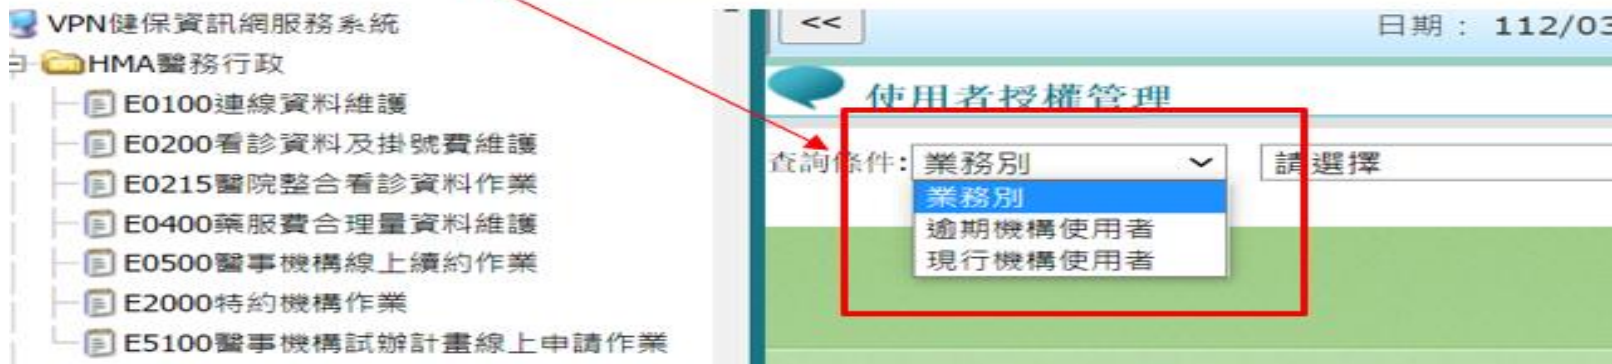 VPN健保資訊網服務系統
HMA醫務行政
E0100連線資料維護
E0200看診資料及掛號費維護
E0215醫院整合看診資料作業
E0400藥服費合理量資料維護
E0500醫事機構線上續約作業
E2000特約機構作業
E5100醫事機構試辦計畫線上申請作業
<<
日期： 112/03
使用者授權管理
查詢條件: 業務別 請選擇
業務別
逾期機構使用者
現行機構使用者